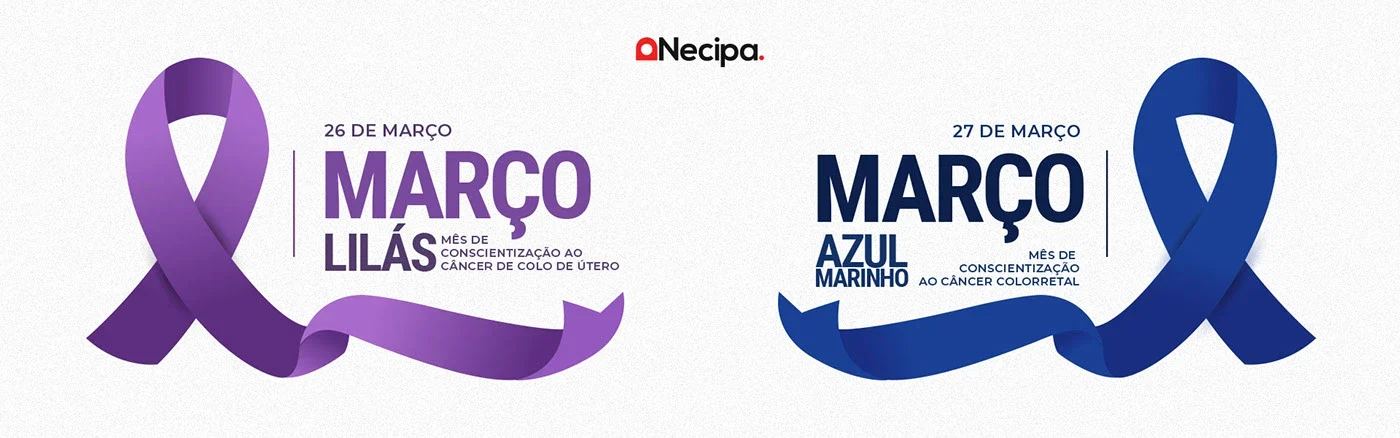 Necipa.
26 DE MARÇO
MARÇO
LILÁS
MÊS DE
CONSCIENTIZAÇÃO AO
CÂNCER DE COLO DE ÚTERO
27 DE MARÇO
MARÇO
AZUL
MARINHO
MÊS DE
CONSCIENTIZAÇÃO
AO CÂNCER COLORRETAL